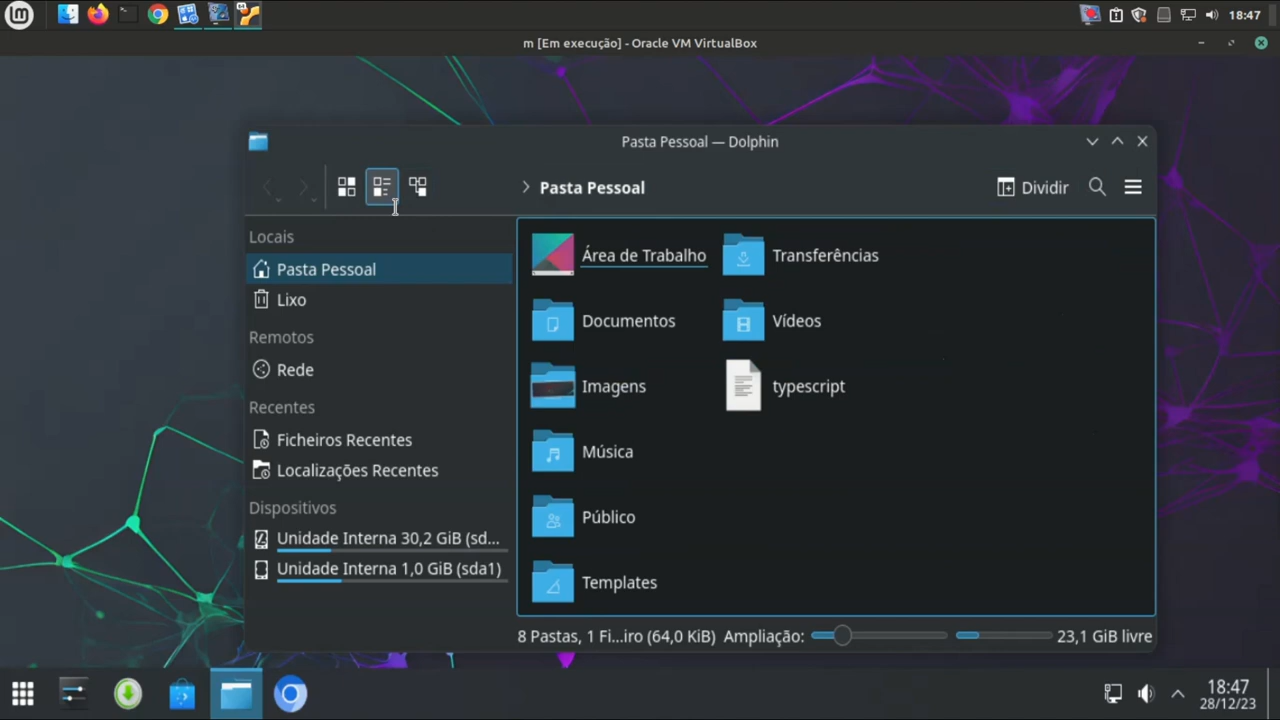 18:47
m [Em execução] - Oracle VM VirtualBox
Pasta Pessoal — Dolphin
Pasta Pessoal
Dividir
Locais
Pasta Pessoal
Lixo
Remotos
Rede
Recentes
Ficheiros Recentes
Localizações Recentes
Dispositivos
Unidade Interna 30,2 GiB (sd...
Unidade Interna 1,0 GiB (sda1)
Área de Trabalho
Transferências
Documentos
Vídeos
Imagens
typescript
Música
Público
Templates
8 Pastas, 1 Fi...iro (64,0 KiB)
Ampliação:
23,1 GiB livre
18:47
28/12/23